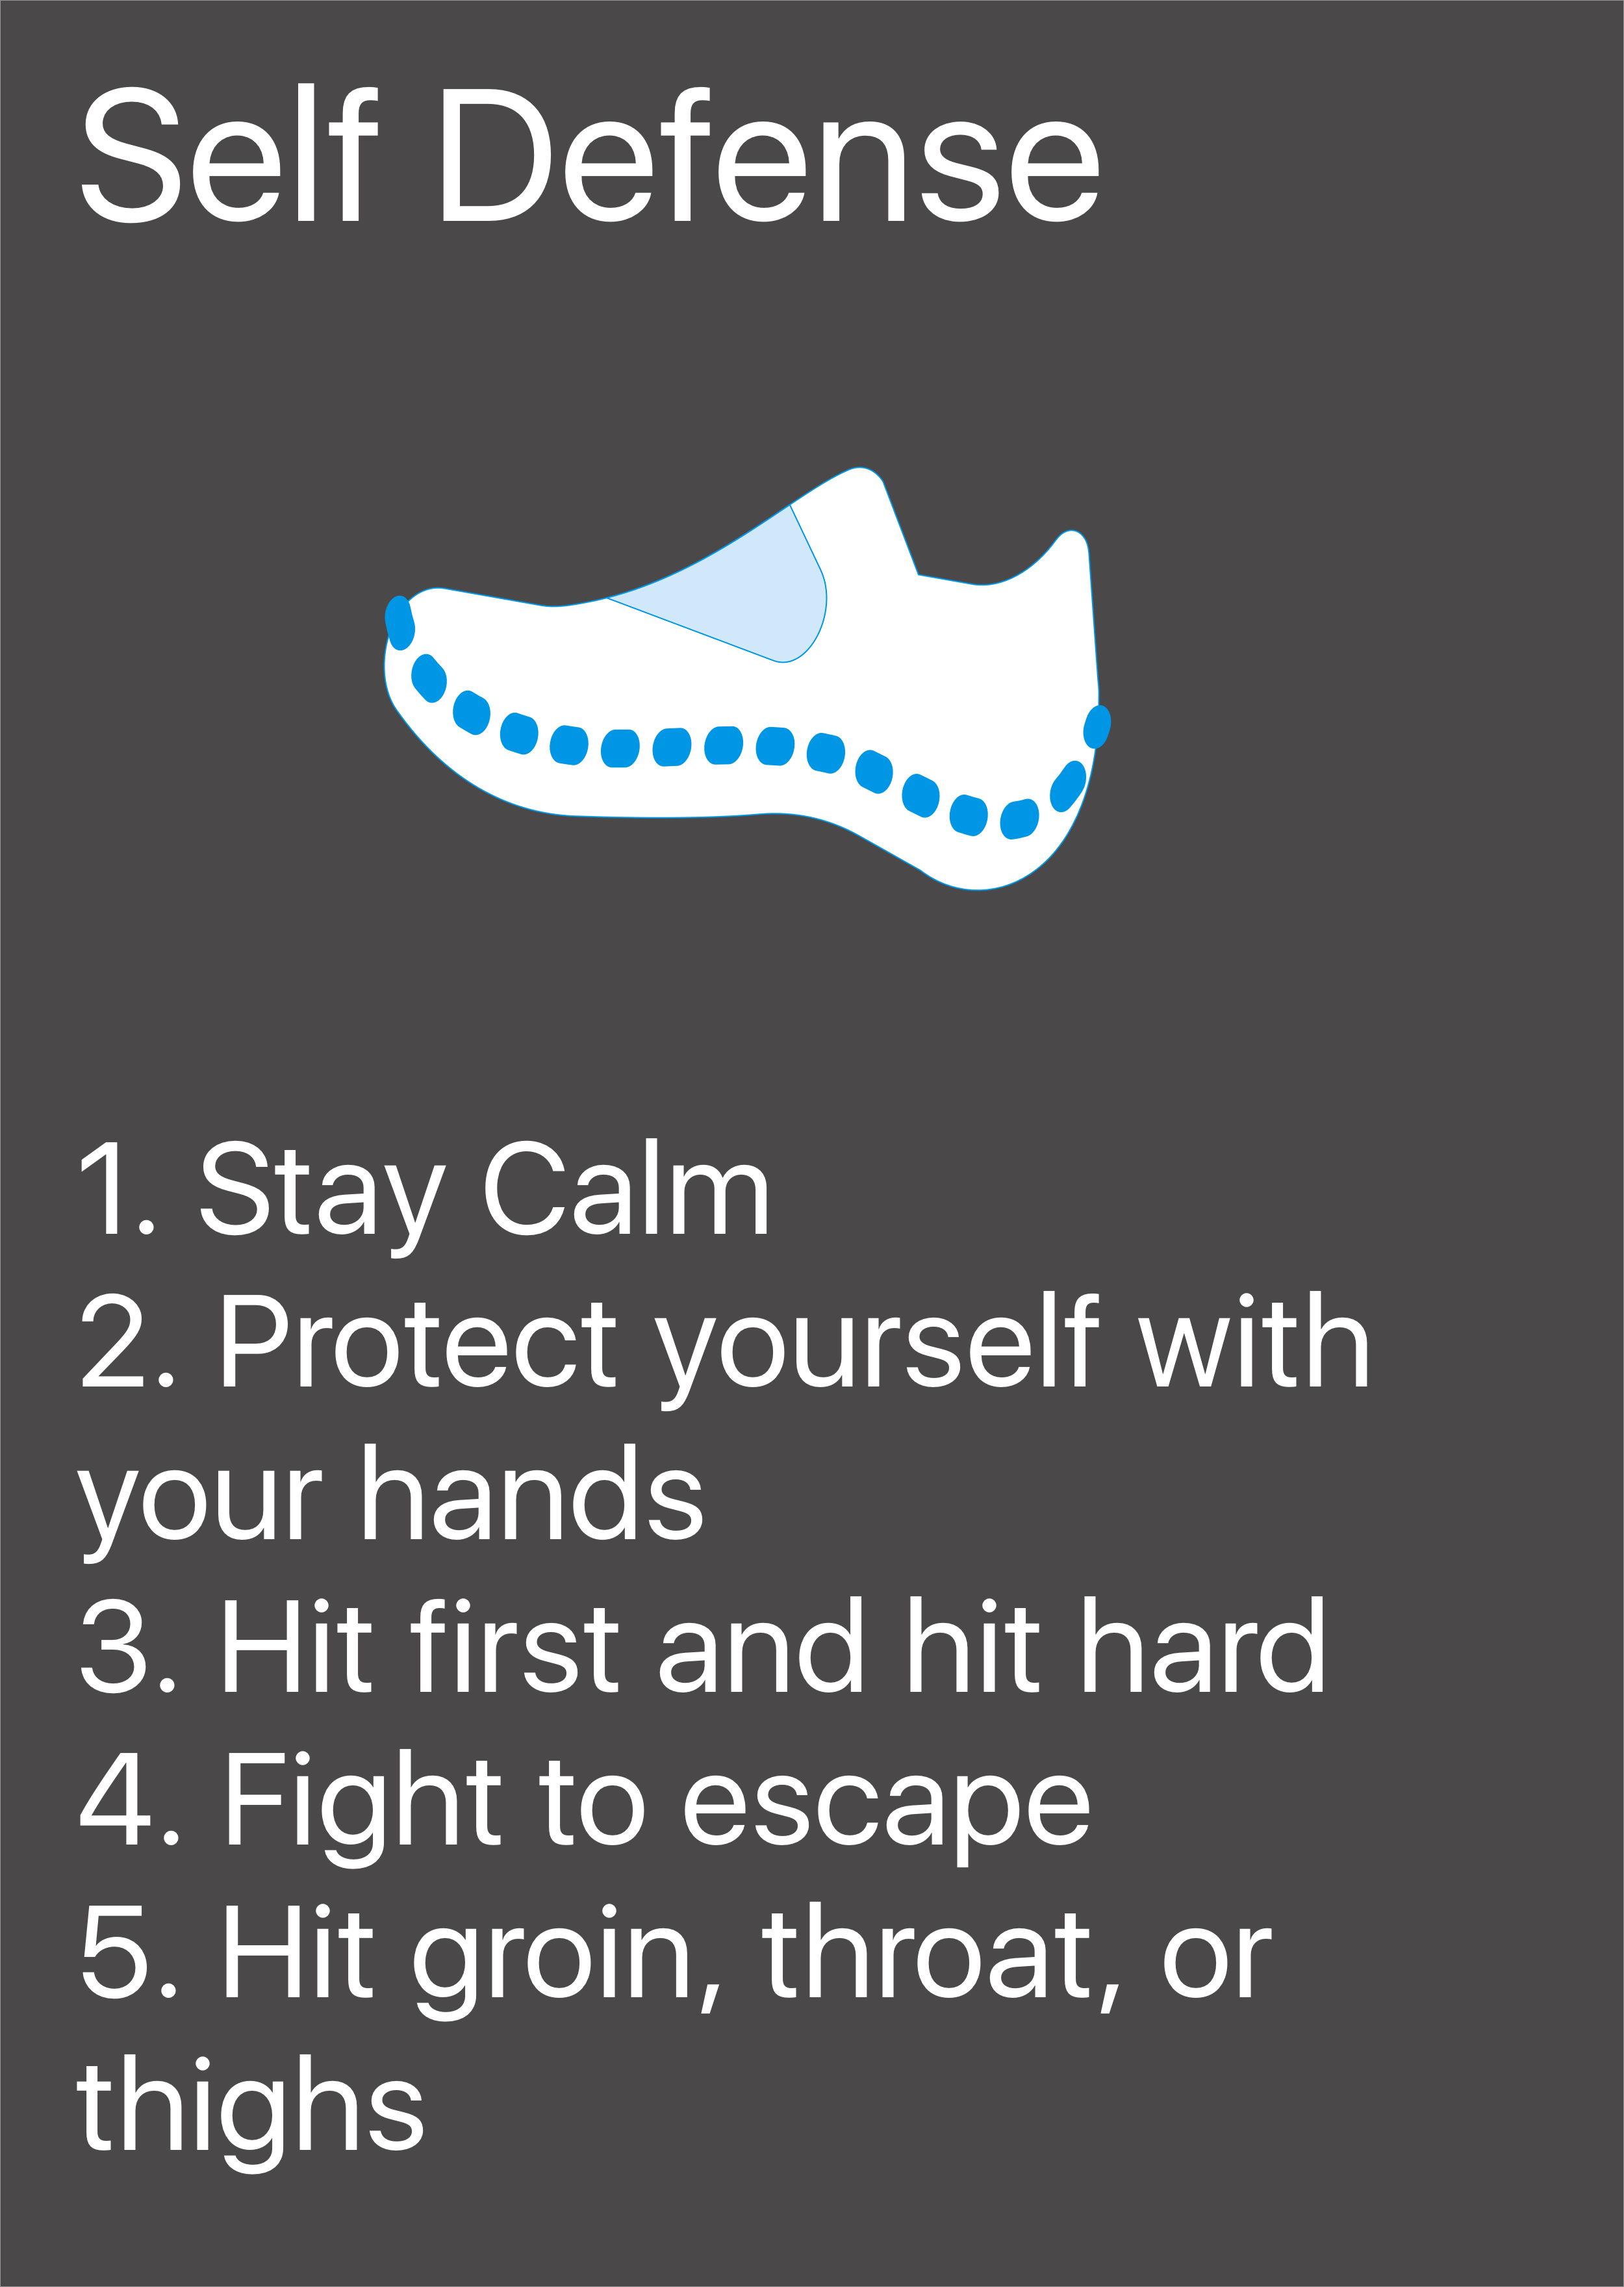 Self Defense
1. Stay Calm
2. Protect yourself with
your hands
3. Hit first and hit hard
4. Fight to escape
5. Hit groin, throat, or
thighs